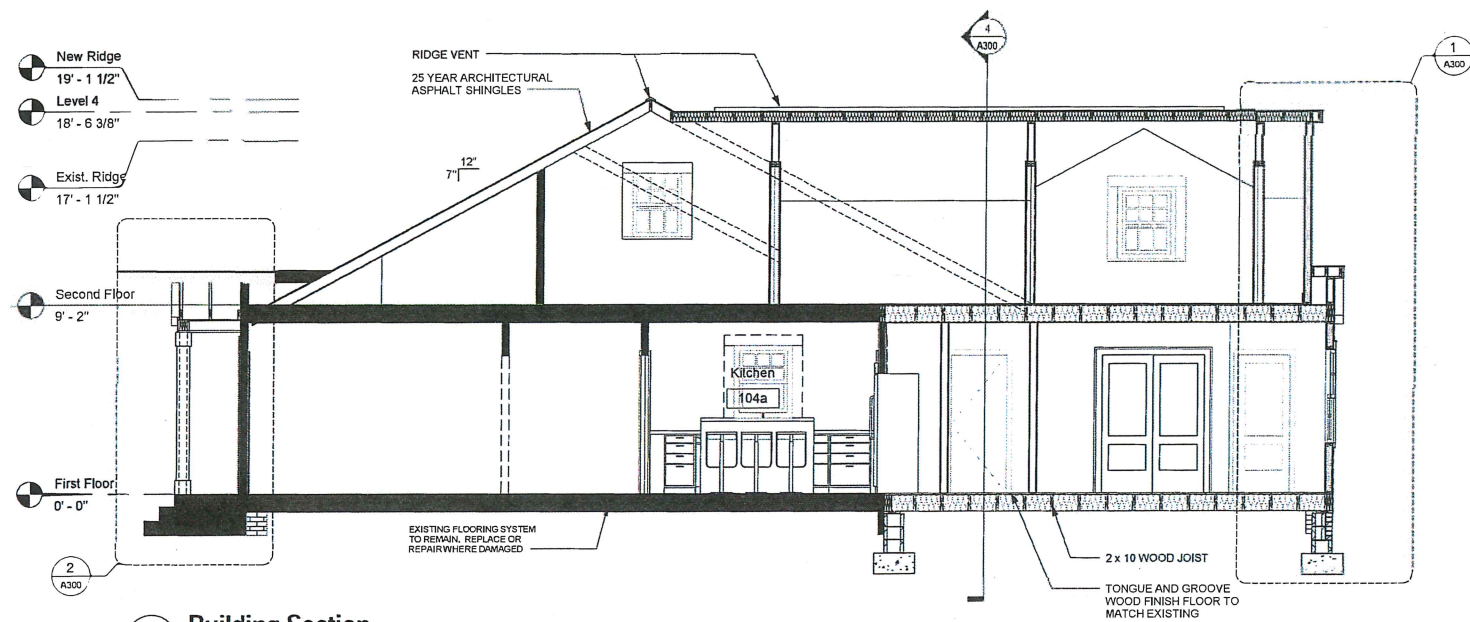 New Ridge
19' - 1 1/2"
Level 4
18' - 6 3/8"
Exist. Ridge
17' - 1 1/2"
Second Floor
9' - 2"
First Floor
0' - 0"
RIDGE VENT
25 YEAR ARCHITECTURAL
ASPHALT SHINGLES
12"
7"
4
A300
1
A300
Kitchen
104a
EXISTING FLOORING SYSTEM
TO REMAIN. REPLACE OR
REPAIR WHERE DAMAGED
2 x 10 WOOD JOIST
TONGUE AND GROOVE
WOOD FINISH FLOOR TO
MATCH EXISTING
2
A300
Building Section